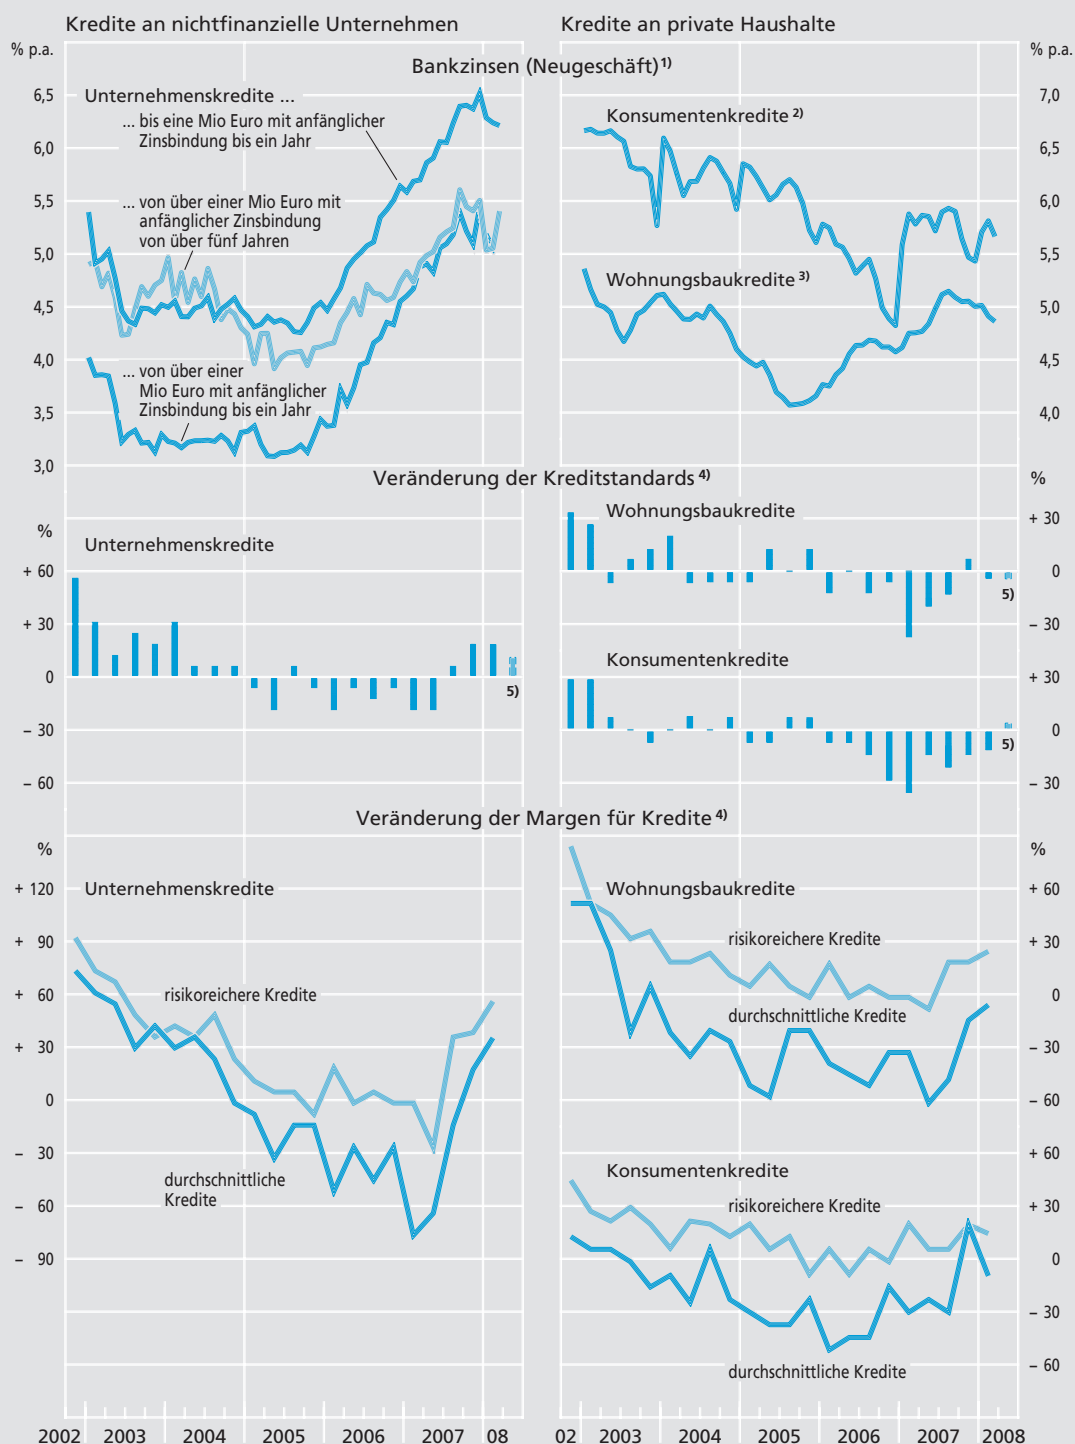 Kredite an nichtfinanzielle Unternehmen
Kredite an private Haushalte
% p.a.
% p.a.
Bankzinsen (Neugeschäft) 1)
6,5
6,0
5,5
5,0
4,5
4,0
3,5
3,0
Unternehmenskredite ...
... bis eine Mio Euro mit anfänglicher
Zinsbindung bis ein Jahr
... von über einer Mio Euro mit
anfänglicher Zinsbindung
von über fünf Jahren
... von über einer
Mio Euro mit anfänglicher
Zinsbindung bis ein Jahr
Konsumentenkredite 2)
Wohnungsbaukredite 3)
7,0
6,5
6,0
5,5
5,0
4,5
4,0
Veränderung der Kreditstandards 4)
%
Unternehmenskredite
+ 60
+ 30
0
– 30
– 60
5)
%
Wohnungsbaukredite
+ 30
0
– 30
5)
Konsumentenkredite
+ 30
0
– 30
5)
Veränderung der Margen für Kredite 4)
%
Unternehmenskredite
+ 120
+ 90
+ 60
+ 30
0
– 30
– 60
– 90
risikoreichere Kredite
durchschnittliche
Kredite
%
Wohnungsbaukredite
+ 60
+ 30
0
– 30
– 60
risikoreichere Kredite
durchschnittliche Kredite
Konsumentenkredite
+ 60
+ 30
0
– 30
– 60
risikoreichere Kredite
durchschnittliche Kredite
2002 2003 2004 2005 2006 2007 08
02 2003 2004 2005 2006 2007 2008